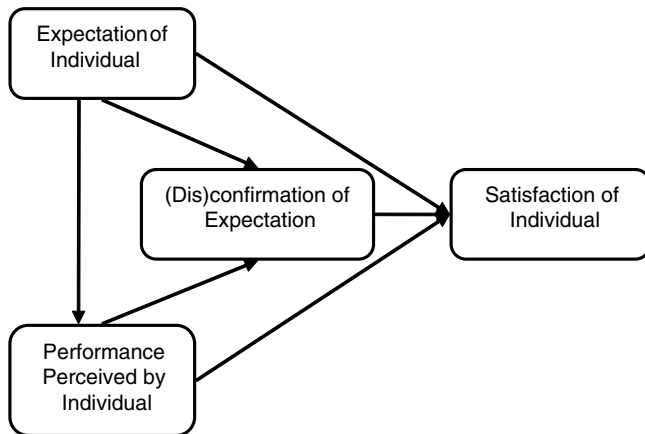 Expectation of
Individual
(Dis)confirmation of
Expectation
Satisfaction of
Individual
Performance
Perceived by
Individual